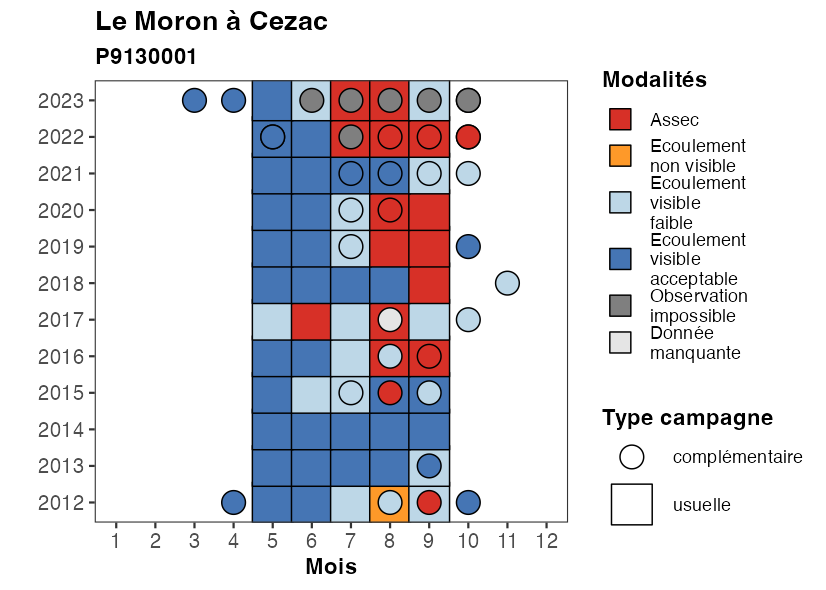 Le Moron à Cezac
P9130001
2023
2022
2021
2020
2019
2018
2017
2016
2015
2014
2013
2012
1 2 3 4 5 6 7 8 9 10 11 12
Mois
Modalités
Assec
Ecoulement
non visible
Ecoulement
visible
faible
Ecoulement
visible
acceptable
Observation
impossible
Donnée
manquante
Type campagne
complémentaire
usuelle